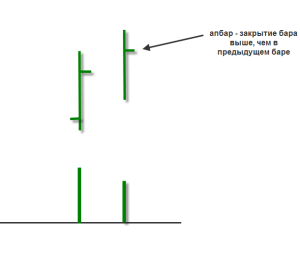 апбар - закрытие бара
выше, чем в
предыдущем баре